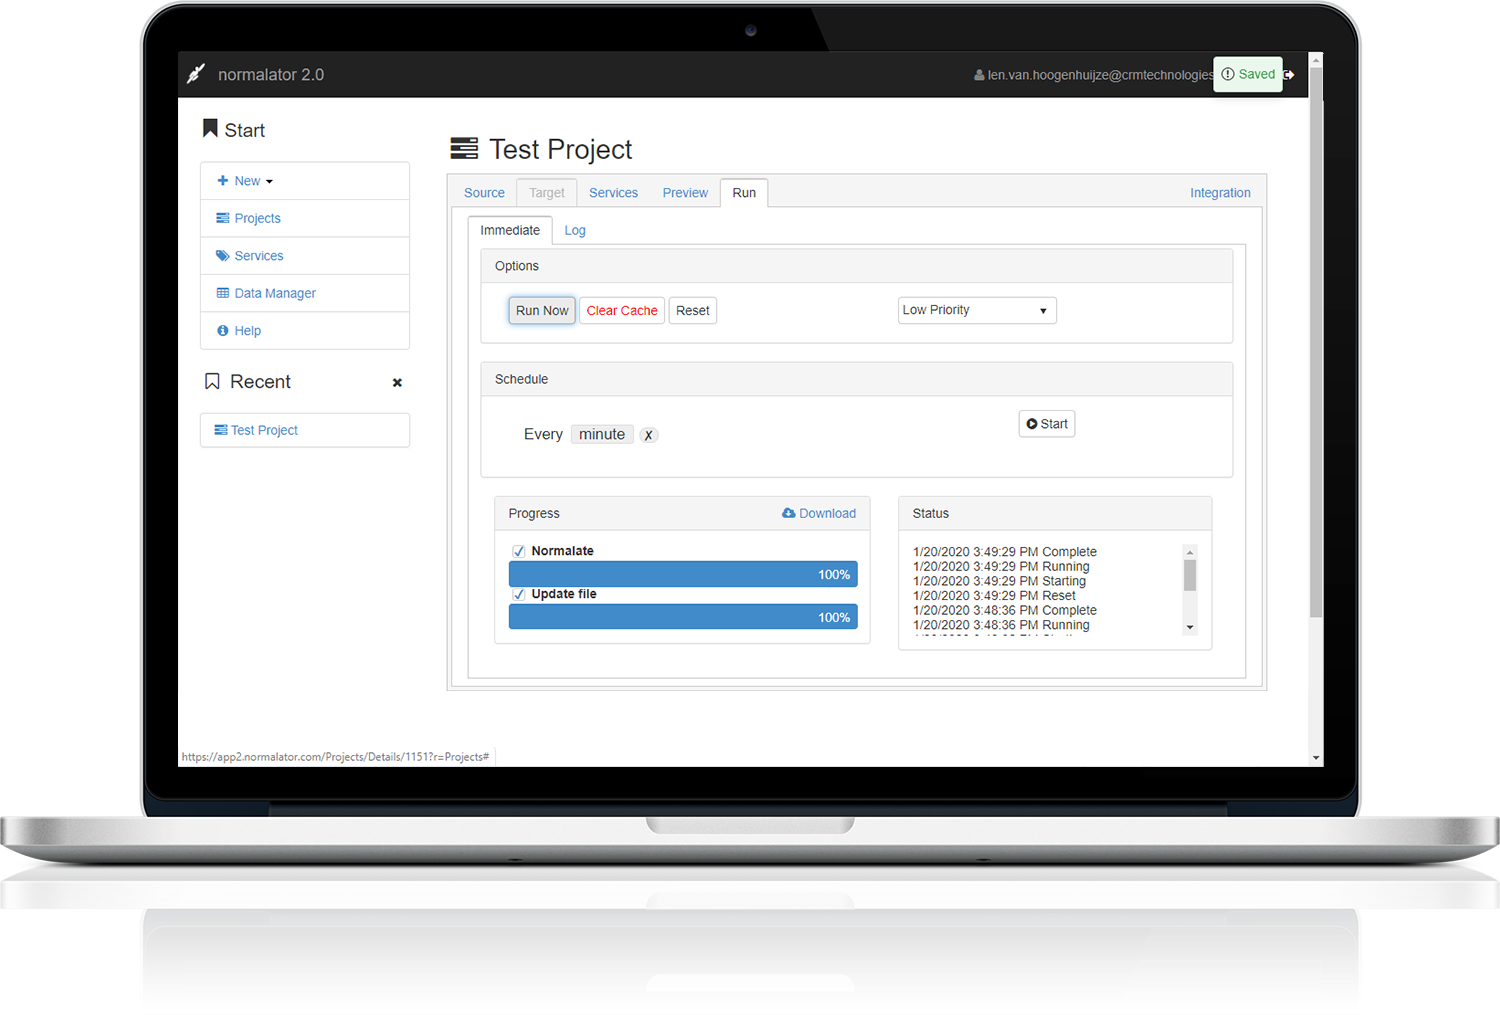 normalator 2.0
len.van.hoogenhuijze@crmtechnologies
Saved
Start
New
Projects
Services
Data Manager
Help
Recent
Test Project
Test Project
Source Target Services Preview Run Integration
Immediate Log
Options
Run Now Clear Cache Reset Low Priority
Schedule
Every minute x
Start
Progress Download
Normalate
100%
Update file
100%
Status
1/20/2020 3:49:29 PM Complete
1/20/2020 3:49:29 PM Running
1/20/2020 3:49:29 PM Starting
1/20/2020 3:49:29 PM Reset
1/20/2020 3:48:36 PM Complete
1/20/2020 3:48:36 PM Running
https://app2.normalator.com/Projects/Details/1151?r=Projects#